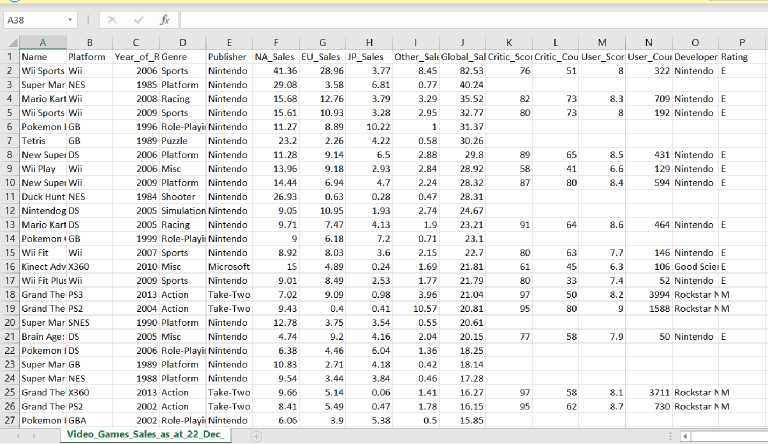 A38 fx
A B C D E F G H I J K L M N O P
1 Name Platform Year_of_R Genre Publisher NA_Sales EU_Sales JP_Sales Other_Sal Global_Sal Critic_Scor Critic_Cou User_Scor User_Coun Developer Rating
2 Wii Sports Wii 2006 Sports Nintendo 41.36 28.96 3.77 8.45 82.53 76 51 8 322 Nintendo E
3 Super Mar NES 1985 Platform Nintendo 29.08 3.58 6.81 0.77 40.24
4 Mario Kart Wii 2008 Racing Nintendo 15.68 12.76 3.79 3.29 35.52 82 73 8.3 709 Nintendo E
5 Wii Sports Wii 2009 Sports Nintendo 15.61 10.93 3.28 2.95 32.77 80 73 8 192 Nintendo E
6 Pokemon I GB 1996 Role-Playi Nintendo 11.27 8.89 10.22 1 31.37
7 Tetris GB 1989 Puzzle Nintendo 23.2 2.26 4.22 0.58 30.26
8 New Super DS 2006 Platform Nintendo 11.28 9.14 6.5 2.88 29.8 89 65 8.5 431 Nintendo E
9 Wii Play Wii 2006 Misc Nintendo 13.96 9.18 2.93 2.84 28.92 58 41 6.6 129 Nintendo E
10 New Super Wii 2009 Platform Nintendo 14.44 6.94 4.7 2.24 28.32 87 80 8.4 594 Nintendo E
11 Duck Hunt NES 1984 Shooter Nintendo 26.93 0.63 0.28 0.47 28.31
12 Nintendog DS 2005 Simulation Nintendo 9.05 10.95 1.93 2.74 24.67
13 Mario Kart DS 2005 Racing Nintendo 9.71 7.47 4.13 1.9 23.21 91 64 8.6 464 Nintendo E
14 Pokemon GB 1999 Role-Playi Nintendo 9 6.18 7.2 0.71 23.1
15 Wii Fit Wii 2007 Sports Nintendo 8.92 8.03 3.6 2.15 22.7 80 63 7.7 146 Nintendo E
16 Kinect Adv X360 2010 Misc Microsoft 15 4.89 0.24 1.69 21.81 61 45 6.3 106 Good Scier E
17 Wii Fit Plus Wii 2009 Sports Nintendo 9.01 8.49 2.53 1.77 21.79 80 33 7.4 52 Nintendo E
18 Grand The PS3 2013 Action Take-Two 7.02 9.09 0.98 3.96 21.04 97 50 8.2 3994 Rockstar N M
19 Grand The PS2 2004 Action Take-Two 9.43 0.4 0.41 10.57 20.81 95 80 9 1588 Rockstar N M
20 Super Mar SNES 1990 Platform Nintendo 12.78 3.75 3.54 0.55 20.61
21 Brain Age: DS 2005 Misc Nintendo 4.74 9.2 4.16 2.04 20.15 77 58 7.9 50 Nintendo E
22 Pokemon I DS 2006 Role-Playi Nintendo 6.38 4.46 6.04 1.36 18.25
23 Super Mar GB 1989 Platform Nintendo 10.83 2.71 4.18 0.42 18.14
24 Super Mar NES 1988 Platform Nintendo 9.54 3.44 3.84 0.46 17.28
25 Grand The X360 2013 Action Take-Two 9.66 5.14 0.06 1.41 16.27 97 58 8.1 3711 Rockstar N M
26 Grand The PS2 2002 Action Take-Two 8.41 5.49 0.47 1.78 16.15 95 62 8.7 730 Rockstar N M
27 Pokemon I GBA 2002 Role-Playi Nintendo 6.06 3.9 5.38 0.5 15.85
Video_Games_Sales_as_at_22_Dec_